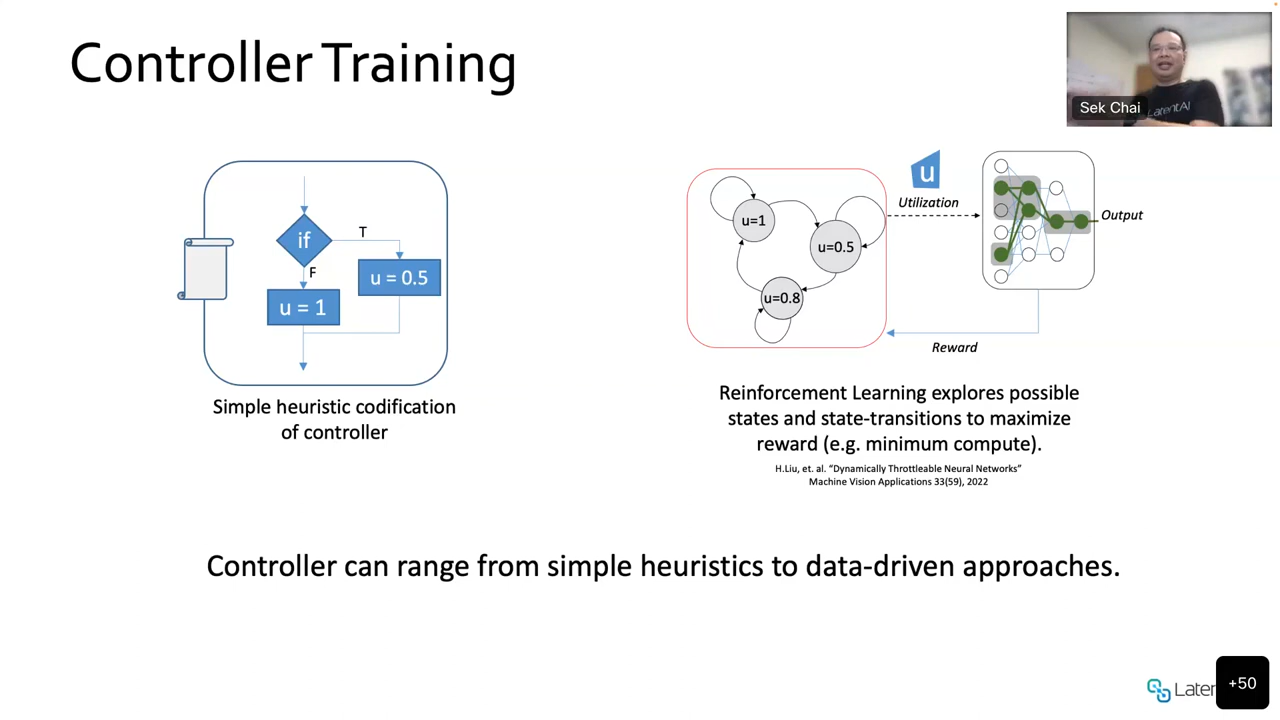 Controller Training
Sek Chai
LatentAI
if
T
F
u = 0.5
u = 1
Simple heuristic codification
of controller
u=1
u=0.5
u=0.8
u
Utilization
Output
Reward
Reinforcement Learning explores possible
states and state-transitions to maximize
reward (e.g. minimum compute).
H.Liu, et. al. “Dynamically Throttleable Neural Networks”
Machine Vision Applications 33(59), 2022
Controller can range from simple heuristics to data-driven approaches.
+50